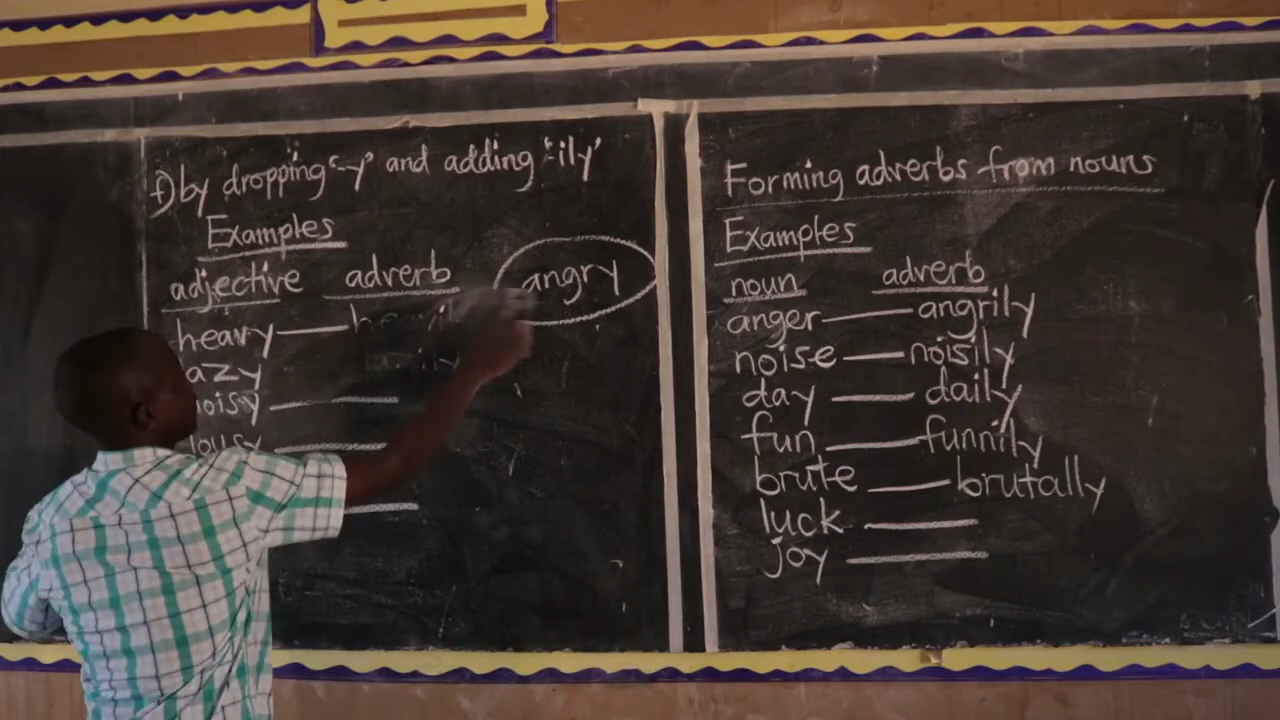 f) by dropping '-y' and adding '-ily'
Examples
adjective adverb
angry
heavy
noisy
Forming adverbs from nouns
Examples
noun adverb
anger angrily
noise noisily
day daily
fun funnily
brute brutally
luck
joy